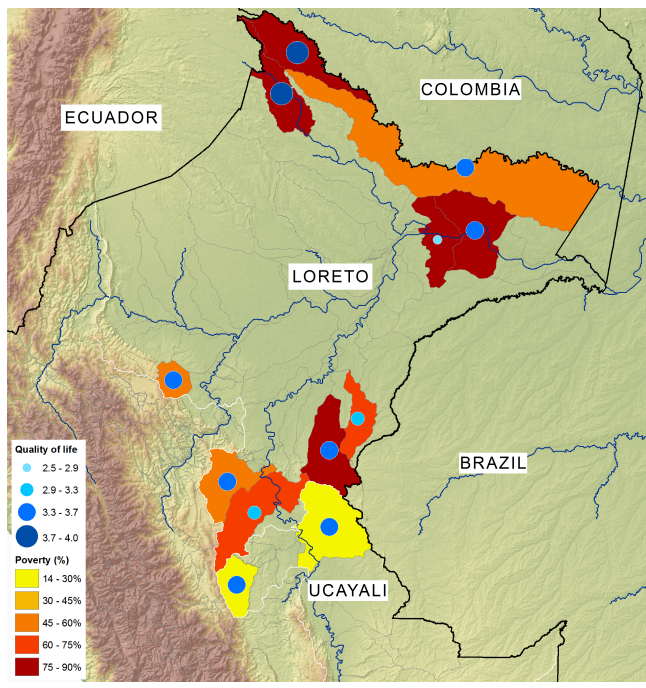 COLOMBIA
ECUADOR
LORETO
BRAZIL
UCAYALI
Quality of life
2.5 - 2.9
2.9 - 3.3
3.3 - 3.7
3.7 - 4.0
Poverty (%)
14 - 30%
30 - 45%
45 - 60%
60 - 75%
75 - 90%